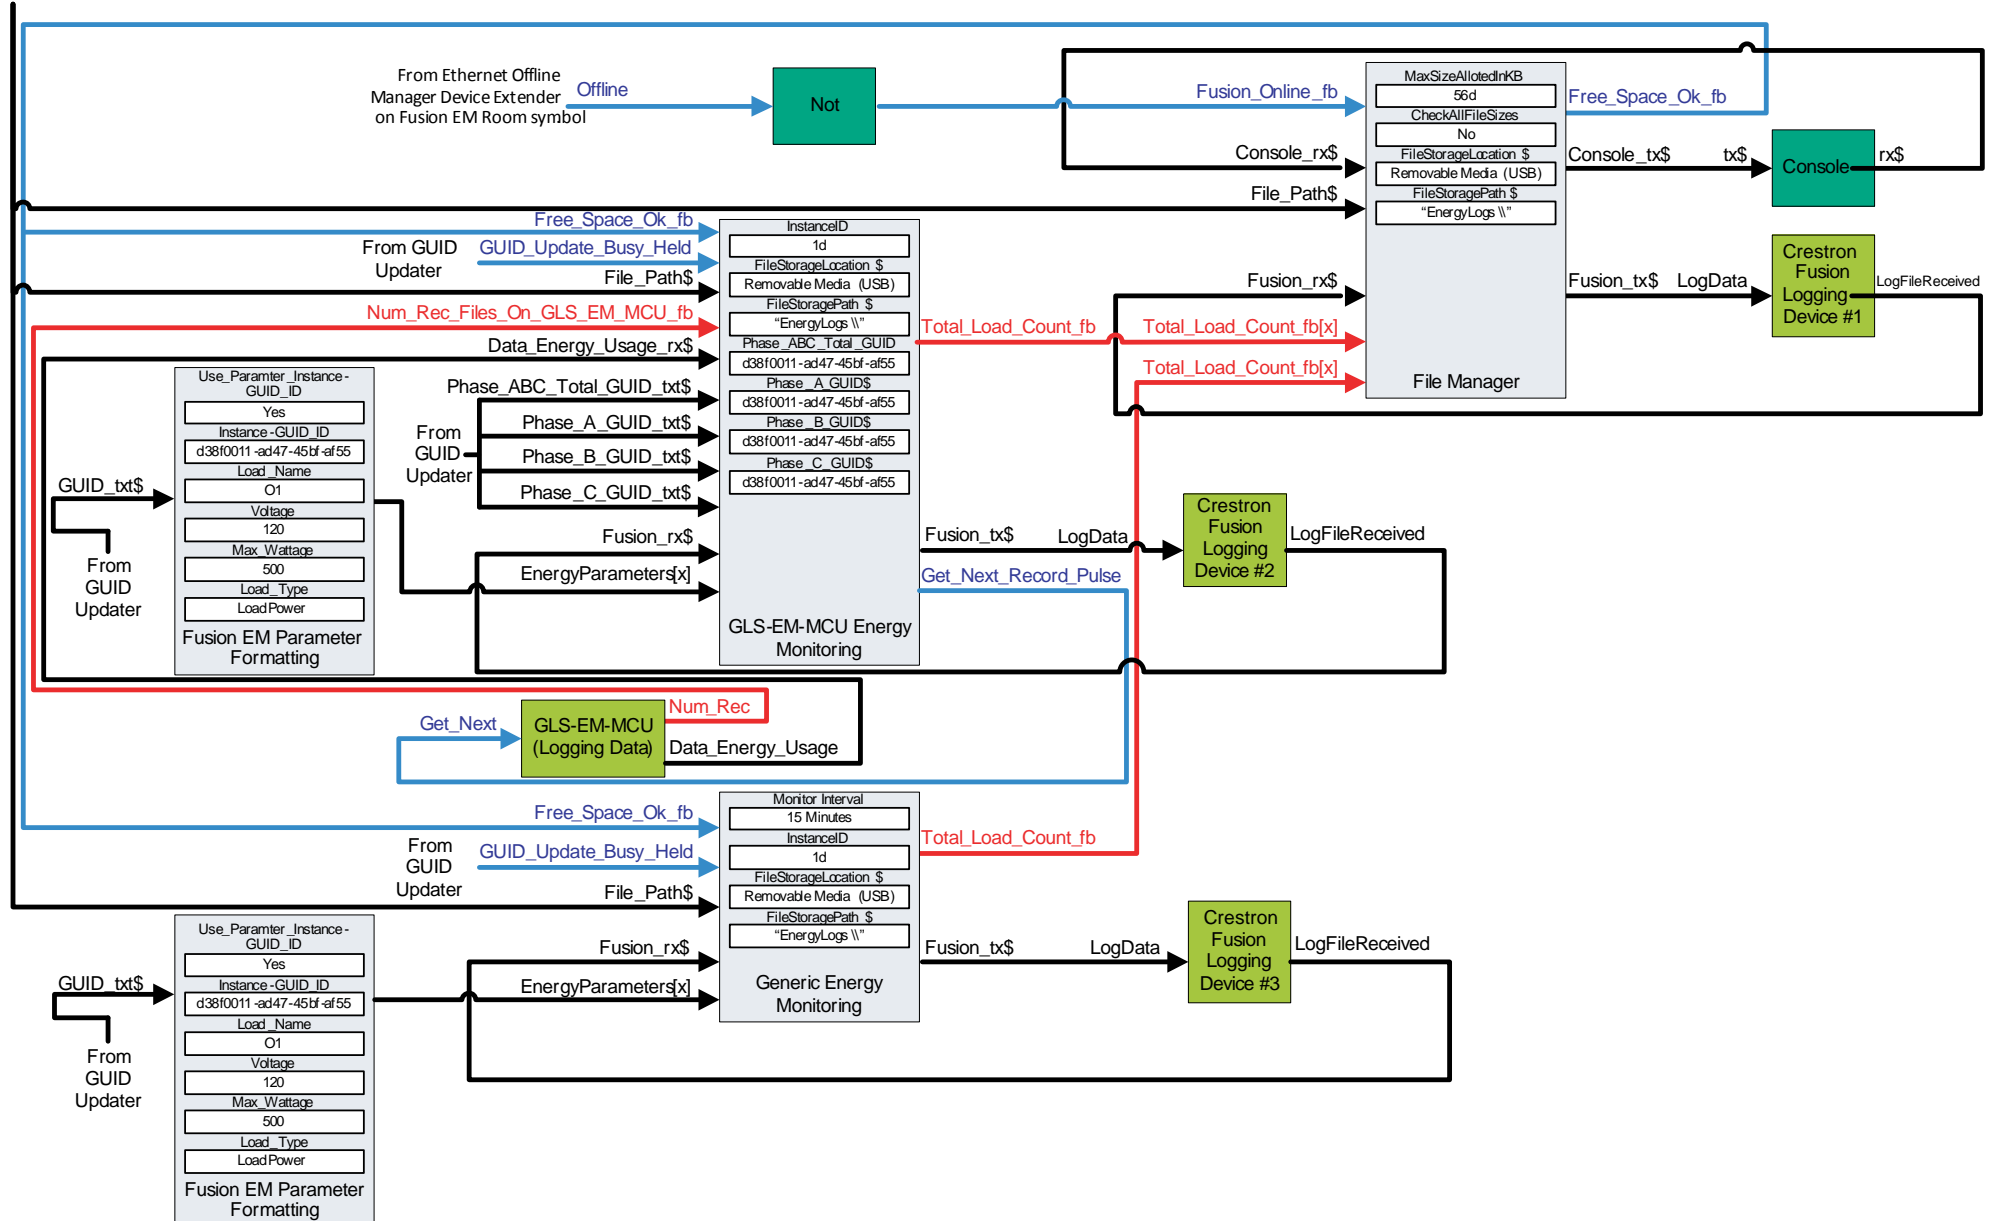 From Ethernet Offline
Manager Device Extender
on Fusion EM Room symbol
Offline
Not
Fusion_Online_fb
Console_rx$
File_Path$
MaxSizeAllotedInKB
56d
CheckAllFileSizes
No
FileStorageLocation $
Removable Media (USB)
FileStoragePath $
“EnergyLogs \\”
File Manager
Free_Space_Ok_fb
Console_tx$
tx$
Console
rx$
Fusion_rx$
Total_Load_Count_fb[x]
Total_Load_Count_fb[x]
Fusion_tx$
LogData
Crestron
Fusion
Logging
Device #1
LogFileReceived
Free_Space_Ok_fb
From GUID
Updater
GUID_Update_Busy_Held
File_Path$
Num_Rec_Files_On_GLS_EM_MCU_fb
Data_Energy_Usage_rx$
Phase_ABC_Total_GUID_txt$
Phase_A_GUID_txt$
Phase_B_GUID_txt$
Phase_C_GUID_txt$
From
GUID
Updater
Fusion_rx$
EnergyParameters[x]
InstanceID
1d
FileStorageLocation $
Removable Media (USB)
FileStoragePath $
“EnergyLogs \\”
Phase_ABC_Total_GUID
d38f0011-ad47-45bf-af55
Phase _A_GUID$
d38f0011-ad47-45bf-af55
Phase _B_GUID$
d38f0011-ad47-45bf-af55
Phase _C_GUID$
d38f0011-ad47-45bf-af55
GLS-EM-MCU Energy
Monitoring
Total_Load_Count_fb
Fusion_tx$
LogData
Crestron
Fusion
Logging
Device #2
LogFileReceived
Get_Next_Record_Pulse
GUID_txt$
From
GUID
Updater
Use_Paramter_Instance-
GUID_ID
Yes
Instance-GUID_ID
d38f0011-ad47-45bf-af55
Load_Name
O1
Voltage
120
Max_Wattage
500
Load_Type
LoadPower
Fusion EM Parameter
Formatting
Get_Next
GLS-EM-MCU
(Logging Data)
Num_Rec
Data_Energy_Usage
Free_Space_Ok_fb
From
GUID
Updater
GUID_Update_Busy_Held
File_Path$
Fusion_rx$
EnergyParameters[x]
Monitor Interval
15 Minutes
InstanceID
1d
FileStorageLocation $
Removable Media (USB)
FileStoragePath $
“EnergyLogs \\”
Generic Energy
Monitoring
Total_Load_Count_fb
Fusion_tx$
LogData
Crestron
Fusion
Logging
Device #3
LogFileReceived
GUID_txt$
From
GUID
Updater
Use_Paramter_Instance-
GUID_ID
Yes
Instance-GUID_ID
d38f0011-ad47-45bf-af55
Load_Name
O1
Voltage
120
Max_Wattage
500
Load_Type
LoadPower
Fusion EM Parameter
Formatting